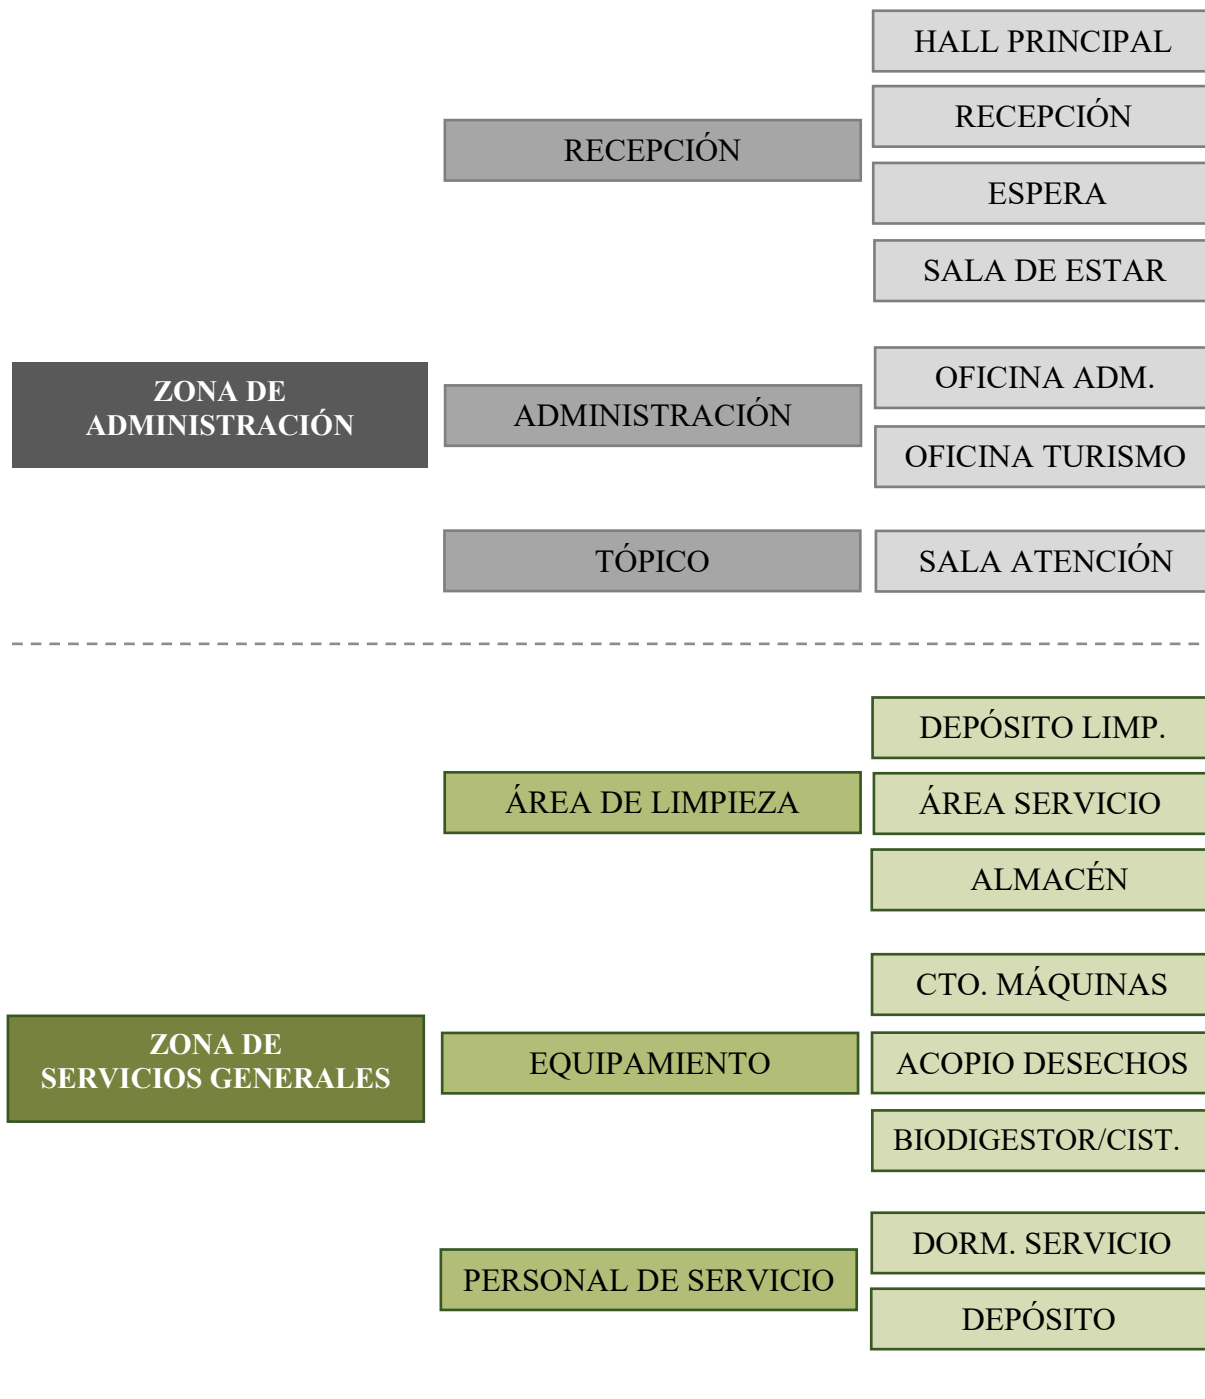 HALL PRINCIPAL
RECEPCIÓN
RECEPCIÓN
ESPERA
SALA DE ESTAR
ZONA DE
ADMINISTRACIÓN
ADMINISTRACIÓN
OFICINA ADM.
OFICINA TURISMO
TÓPICO
SALA ATENCIÓN
DEPÓSITO LIMP.
ÁREA DE LIMPIEZA
ÁREA SERVICIO
ALMACÉN
CTO. MÁQUINAS
ZONA DE
SERVICIOS GENERALES
EQUIPAMIENTO
ACOPIO DESECHOS
BIODIGESTOR/CIST.
DORM. SERVICIO
PERSONAL DE SERVICIO
DEPÓSITO